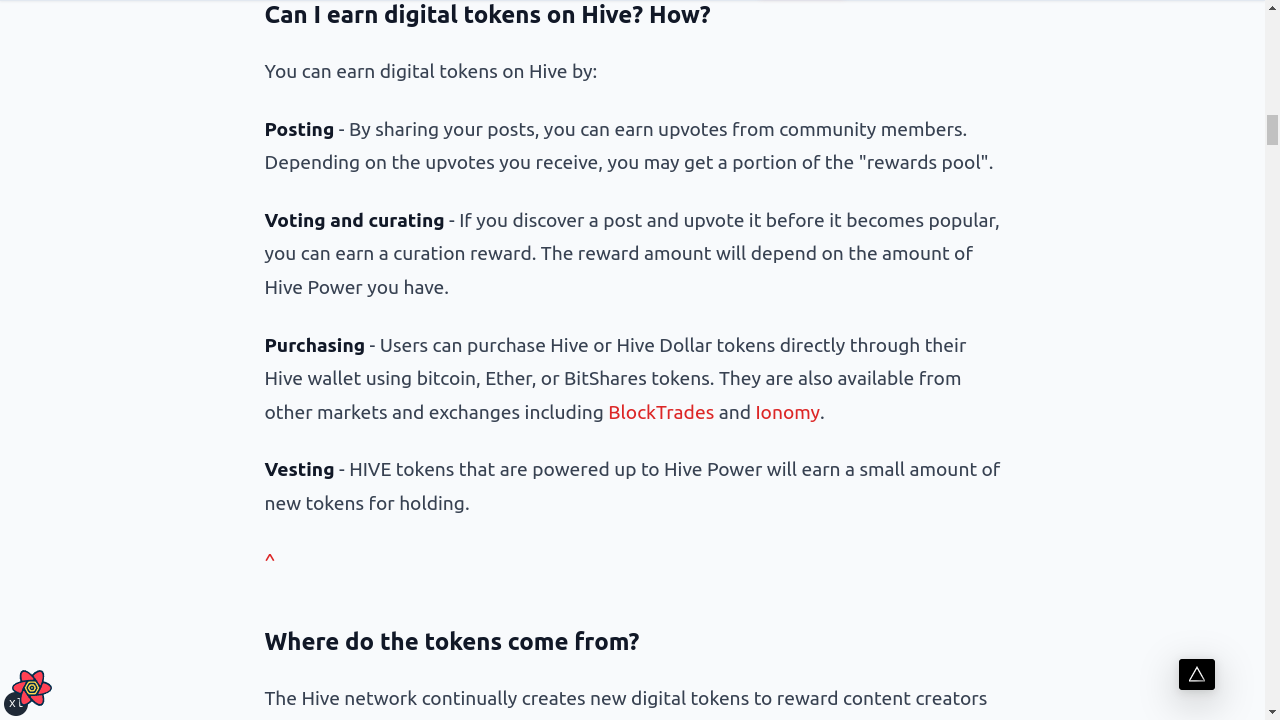 Can I earn digital tokens on Hive? How?
You can earn digital tokens on Hive by:
Posting - By sharing your posts, you can earn upvotes from community members.
Depending on the upvotes you receive, you may get a portion of the "rewards pool".
Voting and curating - If you discover a post and upvote it before it becomes popular,
you can earn a curation reward. The reward amount will depend on the amount of
Hive Power you have.
Purchasing - Users can purchase Hive or Hive Dollar tokens directly through their
Hive wallet using bitcoin, Ether, or BitShares tokens. They are also available from
other markets and exchanges including BlockTrades and Ionomy.
Vesting - HIVE tokens that are powered up to Hive Power will earn a small amount of
new tokens for holding.
^
Where do the tokens come from?
The Hive network continually creates new digital tokens to reward content creators
xl